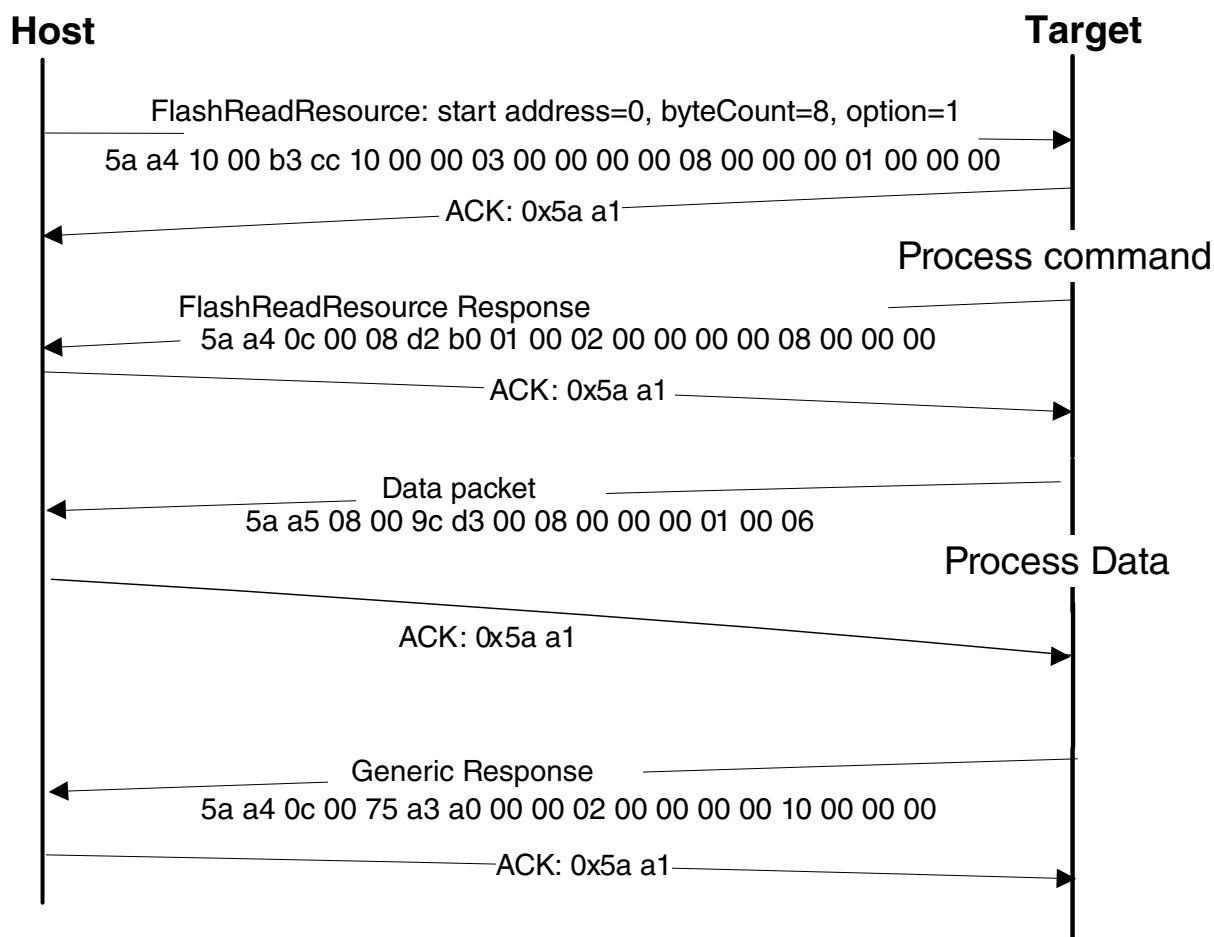 Host
Target
FlashReadResource: start address=0, byteCount=8, option=1
5a a4 10 00 b3 cc 10 00 00 03 00 00 00 00 08 00 00 00 01 00 00 00
ACK: 0x5a a1
Process command
FlashReadResource Response
5a a4 0c 00 08 d2 b0 01 00 02 00 00 00 00 08 00 00 00
ACK: 0x5a a1
Data packet
5a a5 08 00 9c d3 00 08 00 00 00 01 00 06
Process Data
ACK: 0x5a a1
Generic Response
5a a4 0c 00 75 a3 a0 00 00 02 00 00 00 00 10 00 00 00
ACK: 0x5a a1